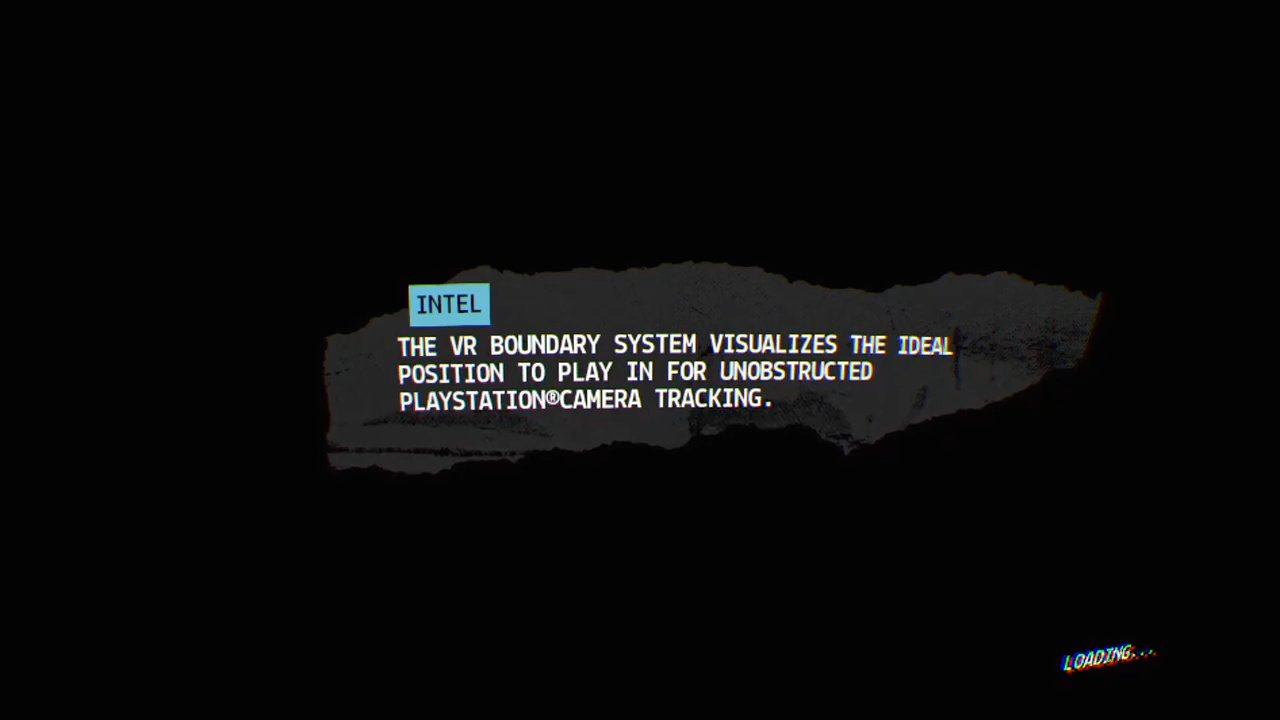 INTEL
THE VR BOUNDARY SYSTEM VISUALIZES THE IDEAL
POSITION TO PLAY IN FOR UNOBSTRUCTED
PLAYSTATION®CAMERA TRACKING.
LOADING...